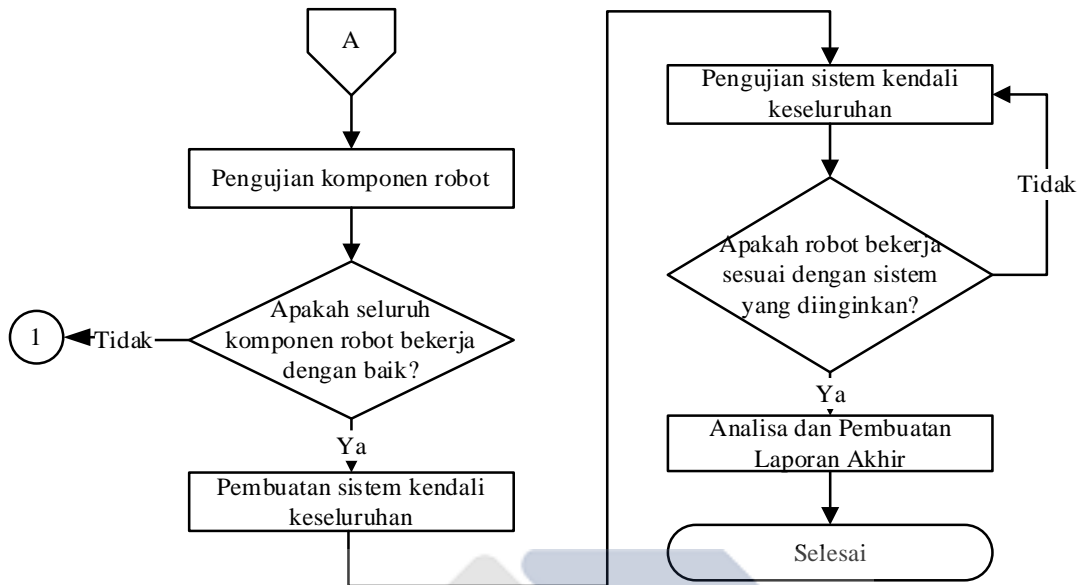 A
Pengujian komponen robot
Apakah seluruh
komponen robot bekerja
dengan baik?
Tidak
1
Ya
Pembuatan sistem kendali
keseluruhan
Pengujian sistem kendali
keseluruhan
Apakah robot bekerja
sesuai dengan sistem
yang diinginkan?
Tidak
Ya
Analisa dan Pembuatan
Laporan Akhir
Selesai